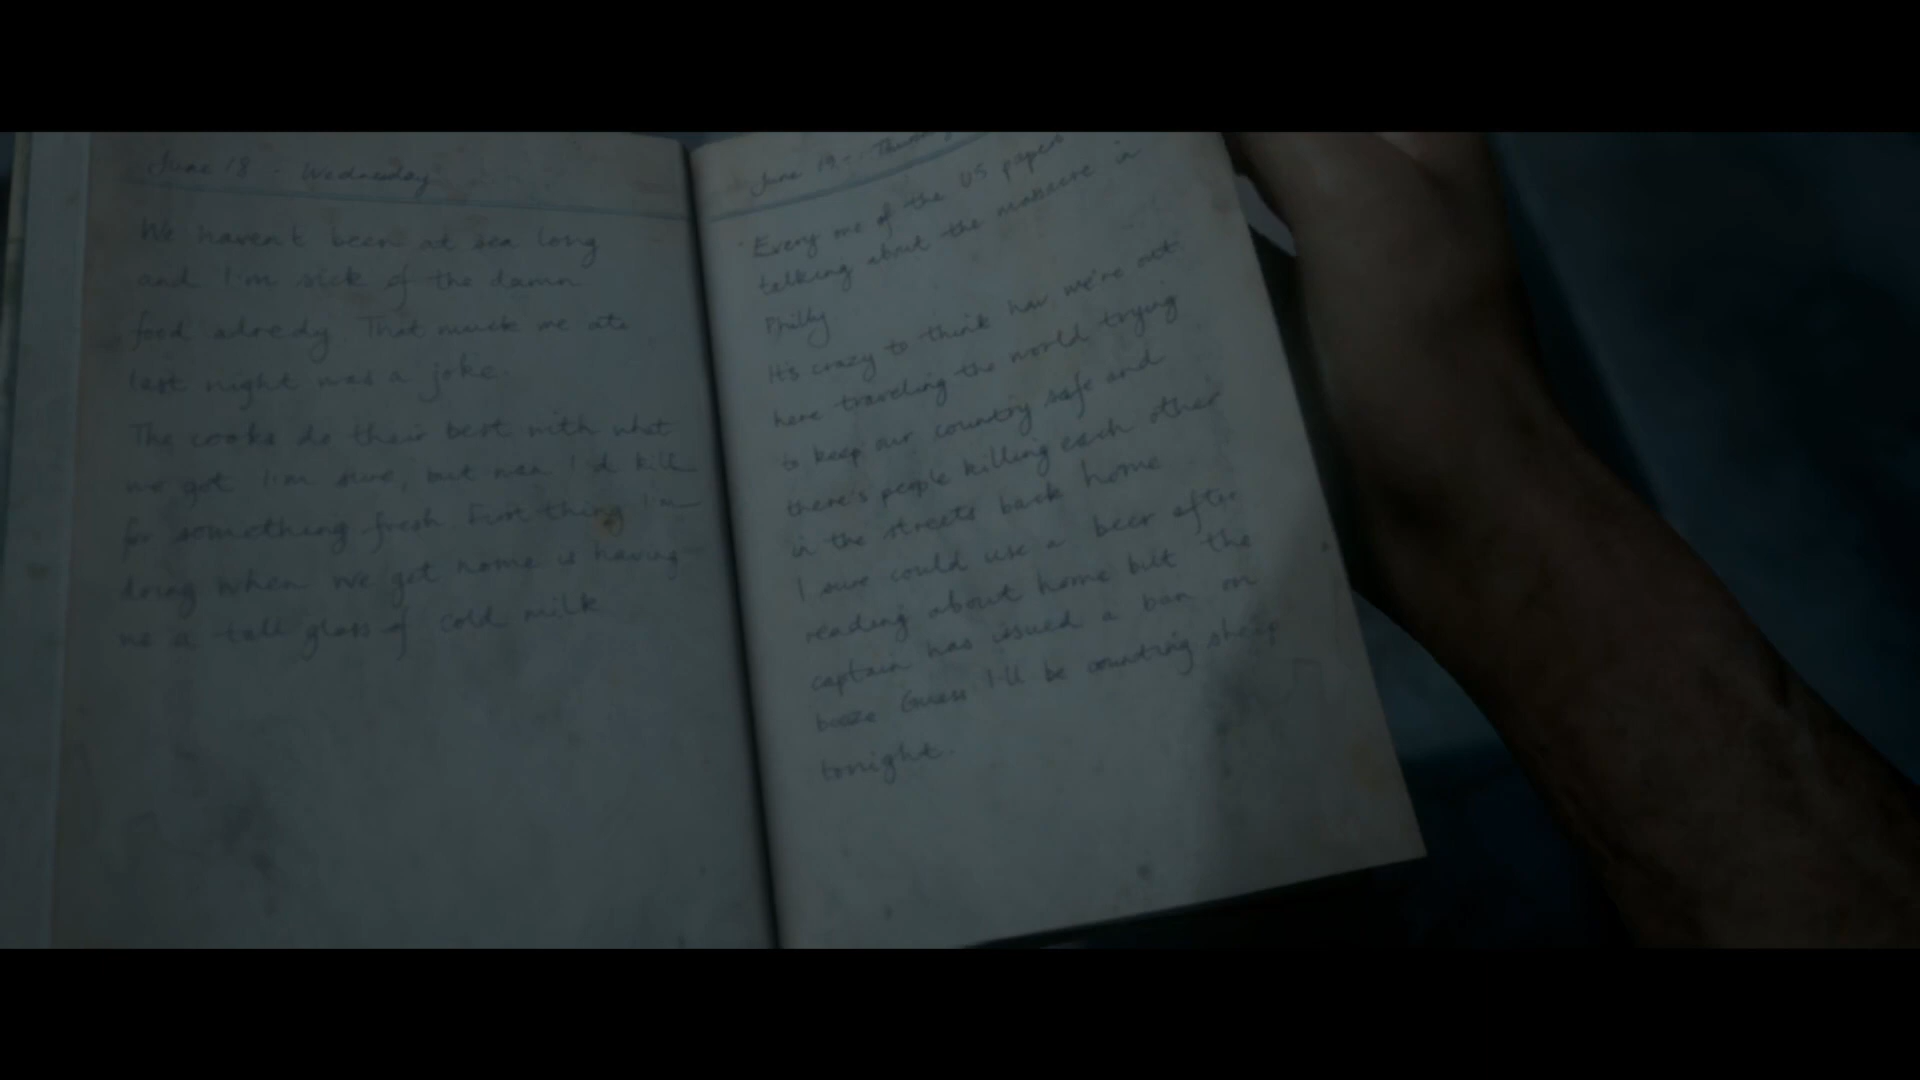 June 18 - Wednesday
We haven't been at sea long
and I'm sick of the damn
food alredy. That muck we ate
last night was a joke.
The cooks do their best with what
we got I'm sure, but man I'd kill
for something fresh. First thing I'm
doing when we get home is having
me a tall glass of cold milk
June 19 -
Every one of the US papers
talking about the massacre in
Philly
It's crazy to think how we're out
here traveling the world trying
to keep our country safe and
there's people killing each other
in the streets back home
I sure could use a beer after
reading about home but the
captain has issued a ban on
booze Guess I'll be counting sheep
tonight.